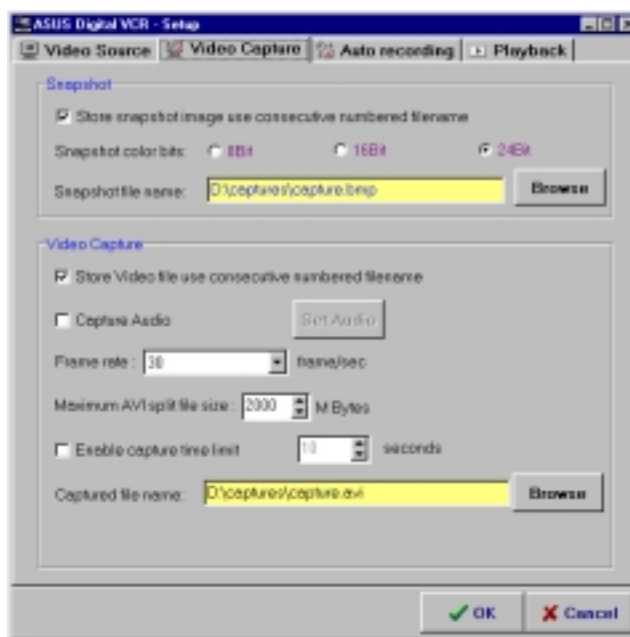 ASUS Digital VCR - Setup
Video Source Video Capture Auto recording Playback
Snapshot
Store snapshot image use consecutive numbered filename
Snapshot color bits: 8Bit 16Bit 24Bit
Snapshot file name: D:\captures\capture.bmp Browse
Video Capture
Store Video file use consecutive numbered filename
Capture Audio Set Audio
Frame rate : 30 frame/sec
Maximum AVI split file size : 2000 M Bytes
Enable capture time limit 10 seconds
Captured file name: D:\captures\capture.avi Browse
OK Cancel